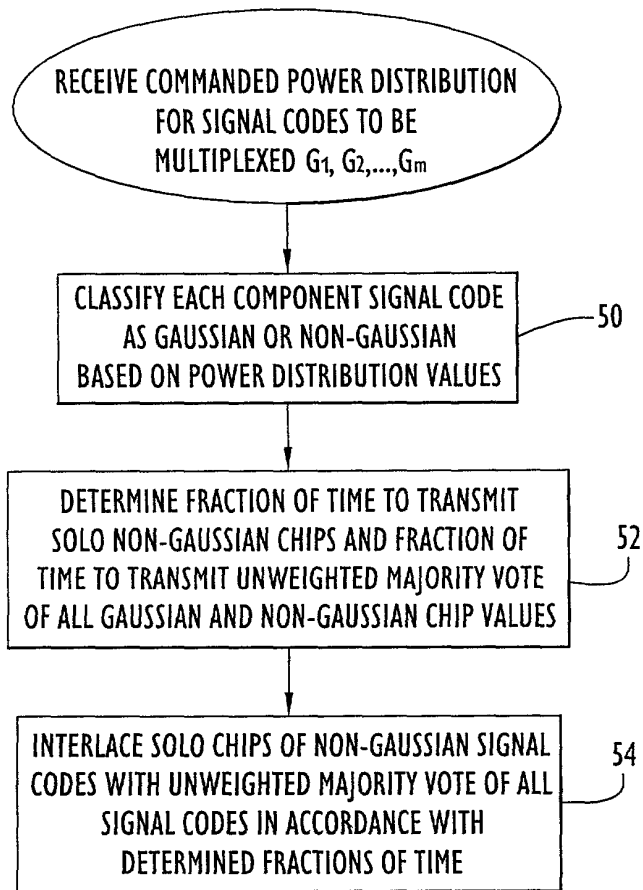 RECEIVE COMMANDED POWER DISTRIBUTION
FOR SIGNAL CODES TO BE
MULTIPLEXED G1, G2,...,Gm
CLASSIFY EACH COMPONENT SIGNAL CODE
AS GAUSSIAN OR NON-GAUSSIAN
BASED ON POWER DISTRIBUTION VALUES
50
DETERMINE FRACTION OF TIME TO TRANSMIT
SOLO NON-GAUSSIAN CHIPS AND FRACTION OF
TIME TO TRANSMIT UNWEIGHTED MAJORITY VOTE
OF ALL GAUSSIAN AND NON-GAUSSIAN CHIP VALUES
52
INTERLACE SOLO CHIPS OF NON-GAUSSIAN SIGNAL
CODES WITH UNWEIGHTED MAJORITY VOTE OF ALL
SIGNAL CODES IN ACCORDANCE WITH
DETERMINED FRACTIONS OF TIME
54